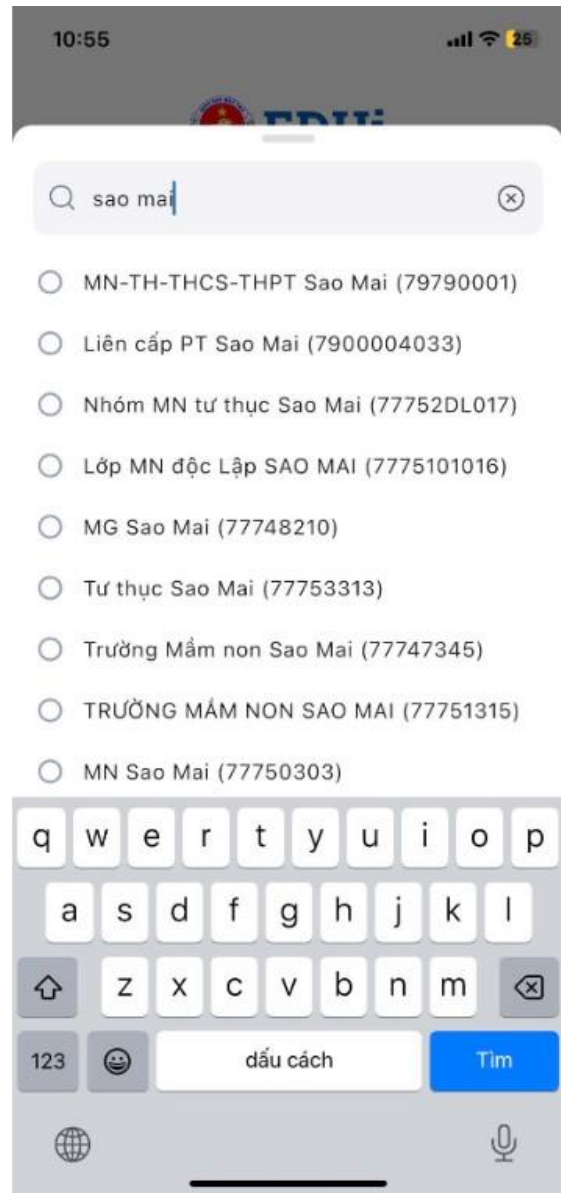 10:55
25
sao mai
MN-TH-THCS-THPT Sao Mai (79790001)
Liên cấp PT Sao Mai (7900004033)
Nhóm MN tư thục Sao Mai (77752DL017)
Lớp MN độc Lập SAO MAI (7775101016)
MG Sao Mai (77748210)
Tư thục Sao Mai (77753313)
Trường Mầm non Sao Mai (77747345)
TRƯỜNG MẦM NON SAO MAI (77751315)
MN Sao Mai (77750303)
q w e r t y u i o p
a s d f g h j k l
z x c v b n m
123 dấu cách Tìm